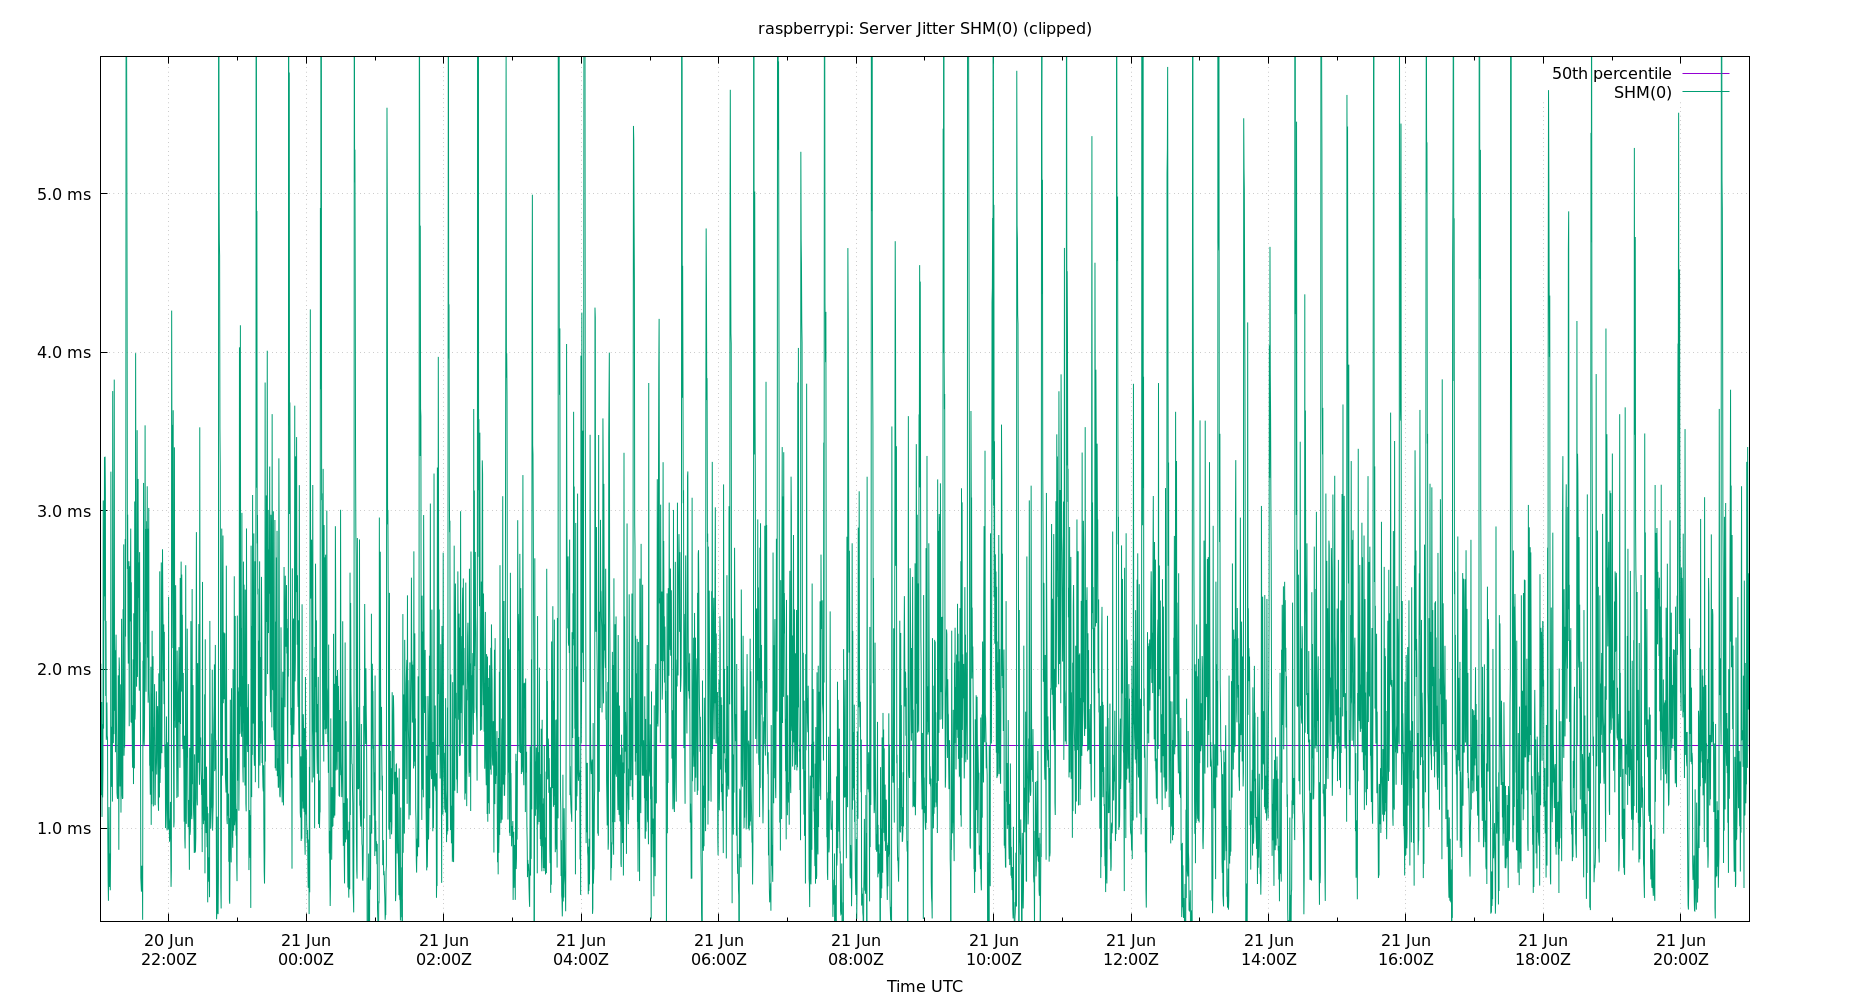 raspberrypi: Server Jitter SHM(0) (clipped)
50th percentile
SHM(0)
5.0 ms
4.0 ms
3.0 ms
2.0 ms
1.0 ms
20 Jun 21 Jun 21 Jun 21 Jun 21 Jun 21 Jun 21 Jun 21 Jun 21 Jun 21 Jun 21 Jun 21 Jun
22:00Z 00:00Z 02:00Z 04:00Z 06:00Z 08:00Z 10:00Z 12:00Z 14:00Z 16:00Z 18:00Z 20:00Z
Time UTC